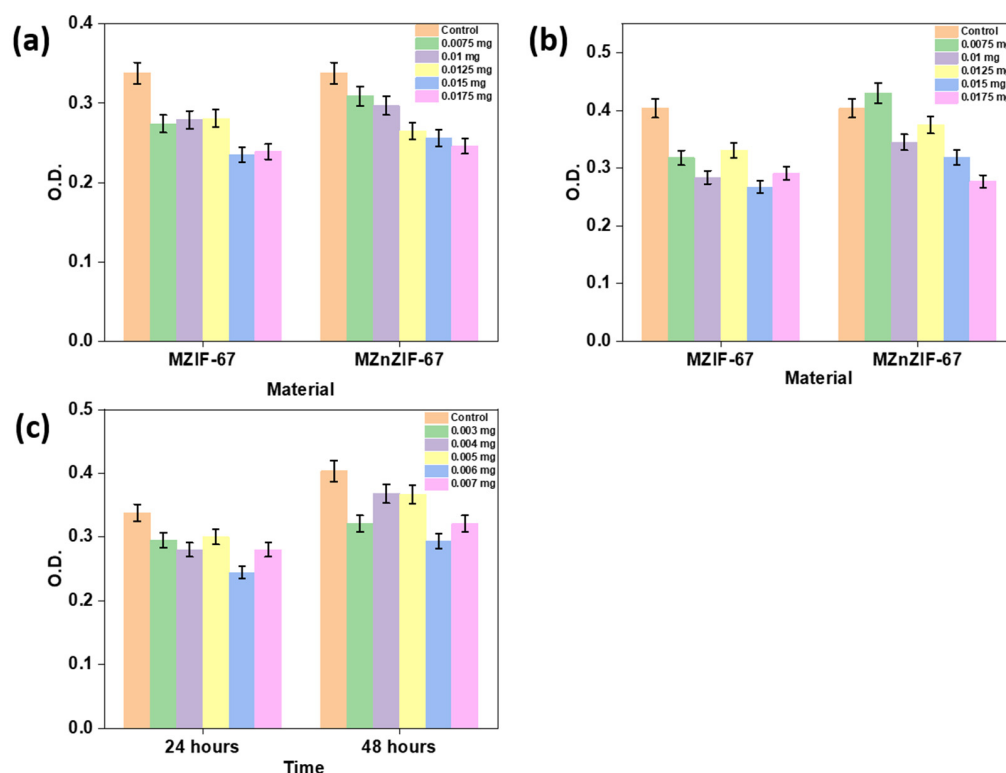 (a)
0.4
0.3
0.2
0.1
0.0
O.D.
Control
0.0075 mg
0.01 mg
0.0125 mg
0.015 mg
0.0175 mg
MZIF-67 MZnZIF-67
Material
(b)
0.5
0.4
0.3
0.2
0.1
0.0
O.D.
Control
0.0075 mg
0.01 mg
0.0125 mg
0.015 mg
0.0175 mg
MZIF-67 MZnZIF-67
Material
(c)
0.5
0.4
0.3
0.2
0.1
0.0
O.D.
Control
0.003 mg
0.004 mg
0.005 mg
0.006 mg
0.007 mg
24 hours 48 hours
Time